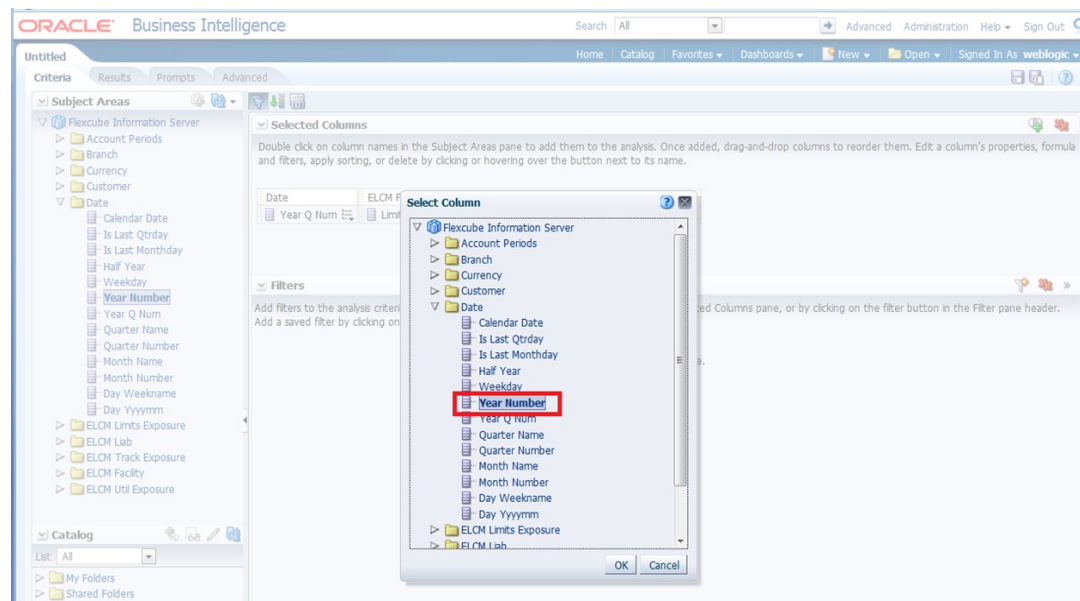 ORACLE Business Intelligence
Search All Advanced Administration Help Sign Out
Untitled
Home Catalog Favorites Dashboards New Open Signed In As weblogic
Criteria Results Prompts Advanced
Subject Areas
Flexcube Information Server
Account Periods
Branch
Currency
Customer
Date
Calendar Date
Is Last Qtrday
Is Last Monthday
Half Year
Weekday
Year Number
Year Q Num
Quarter Name
Quarter Number
Month Name
Month Number
Day Weekname
Day Yyyymm
ELCM Limits Exposure
ELCM Liab
ELCM Track Exposure
ELCM Facility
ELCM Util Exposure
Catalog
List All
My Folders
Shared Folders
Selected Columns
Double click on column names in the Subject Areas pane to add them to the analysis. Once added, drag-and-drop columns to reorder them. Edit a column's properties, formula
and filters, apply sorting, or delete by clicking or hovering over the button next to its name.
Date ELCM
Year Q Num
Filters
Add filters to the analysis ed Columns pane, or by clicking on the filter button in the Filter pane header.
Add a saved filter by clicking on
Select Column
Flexcube Information Server
Account Periods
Branch
Currency
Customer
Date
Calendar Date
Is Last Qtrday
Is Last Monthday
Half Year
Weekday
Year Number
Year Q Num
Quarter Name
Quarter Number
Month Name
Month Number
Day Weekname
Day Yyyymm
ELCM Limits Exposure
ELCM Liab
OK Cancel